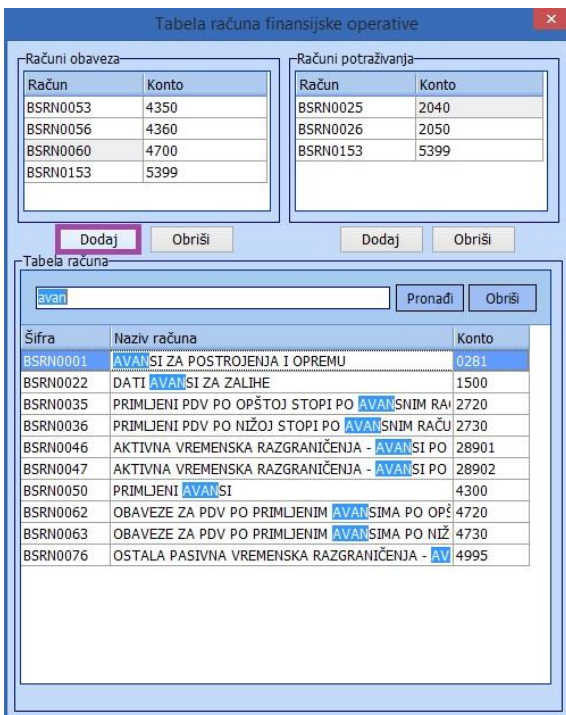 Tabela računa finansijske operative
Računi obaveza
Račun Konto
BSRN0053 4350
BSRN0056 4360
BSRN0060 4700
BSRN0153 5399
Dodaj Obriši
Računi potraživanja
Račun Konto
BSRN0025 2040
BSRN0026 2050
BSRN0153 5399
Dodaj Obriši
Tabela računa
avan Pronađi Obriši
Šifra Naziv računa Konto
BSRN0001 AVANSI ZA POSTROJENJA I OPREMU 0281
BSRN0022 DATI AVANSI ZA ZALIHE 1500
BSRN0035 PRIMLJENI PDV PO OPŠTOJ STOPI PO AVANSNIM RAČ 2720
BSRN0036 PRIMLJENI PDV PO NIŽOJ STOPI PO AVANSNIM RAČU 2730
BSRN0046 AKTIVNA VREMENSKA RAZGRANIČENJA - AVANSI PO 28901
BSRN0047 AKTIVNA VREMENSKA RAZGRANIČENJA - AVANSI PO 28902
BSRN0050 PRIMLJENI AVANSI 4300
BSRN0062 OBAVEZE ZA PDV PO PRIMLJENIM AVANSIMA PO OPŠ 4720
BSRN0063 OBAVEZE ZA PDV PO PRIMLJENIM AVANSIMA PO NIŽ 4730
BSRN0076 OSTALA PASIVNA VREMENSKA RAZGRANIČENJA - AV 4995